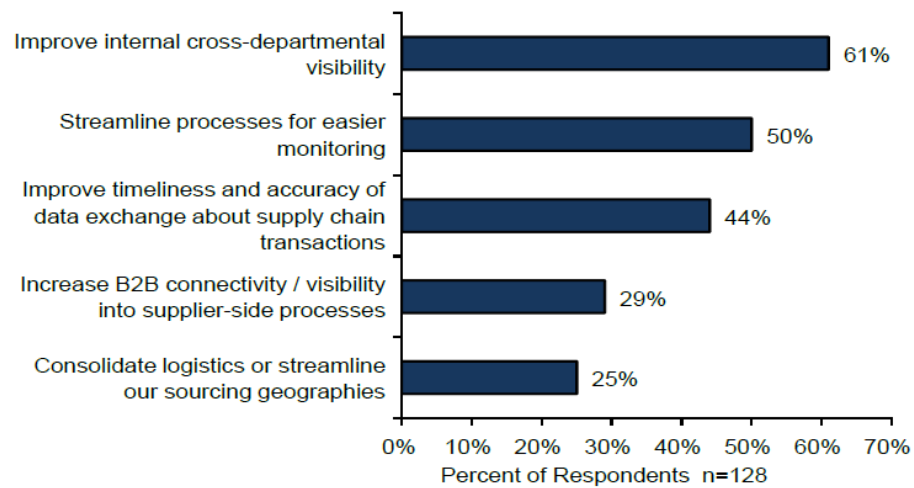 Improve internal cross-departmental
visibility
61%
Streamline processes for easier
monitoring
50%
Improve timeliness and accuracy of
data exchange about supply chain
transactions
44%
Increase B2B connectivity / visibility
into supplier-side processes
29%
Consolidate logistics or streamline
our sourcing geographies
25%
0% 10% 20% 30% 40% 50% 60% 70%
Percent of Respondents n=128